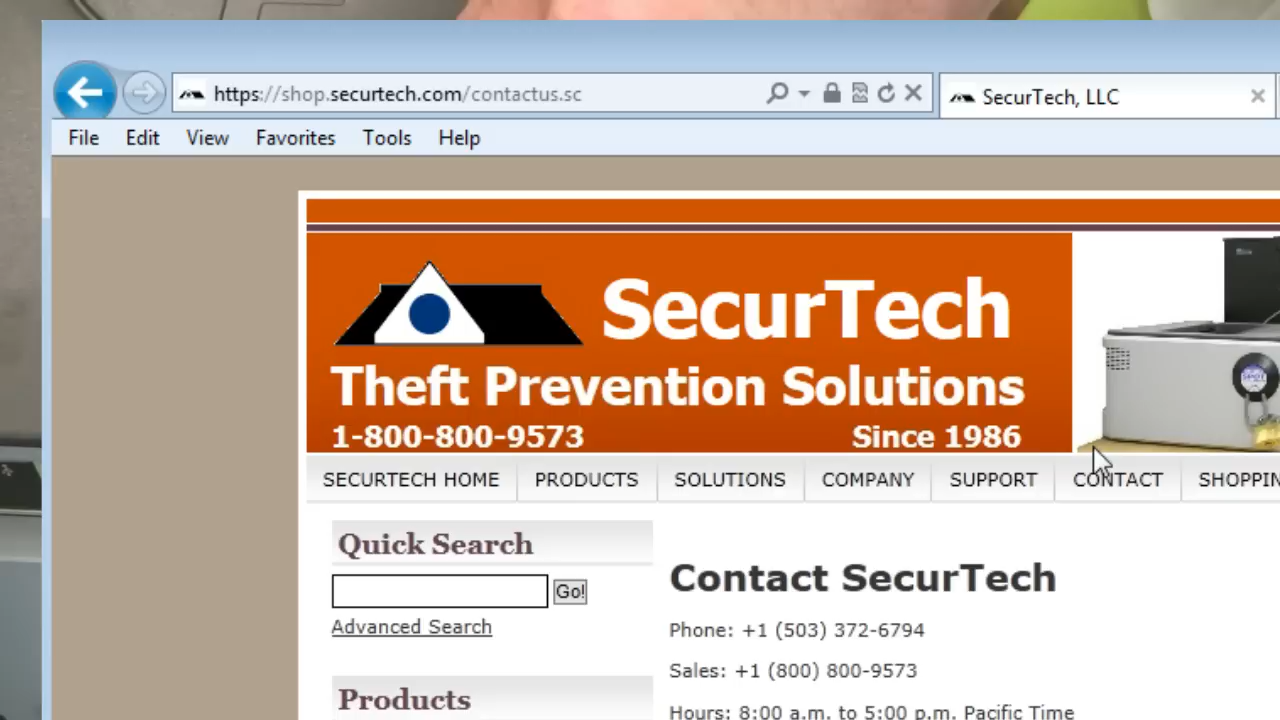 https://shop.securtech.com/contactus.sc
SecurTech, LLC
File Edit View Favorites Tools Help
SecurTech
Theft Prevention Solutions
1-800-800-9573 Since 1986
SECURTECH HOME PRODUCTS SOLUTIONS COMPANY SUPPORT CONTACT SHOPPIN
Quick Search
Go!
Advanced Search
Products
Contact SecurTech
Phone: +1 (503) 372-6794
Sales: +1 (800) 800-9573
Hours: 8:00 a.m. to 5:00 p.m. Pacific Time